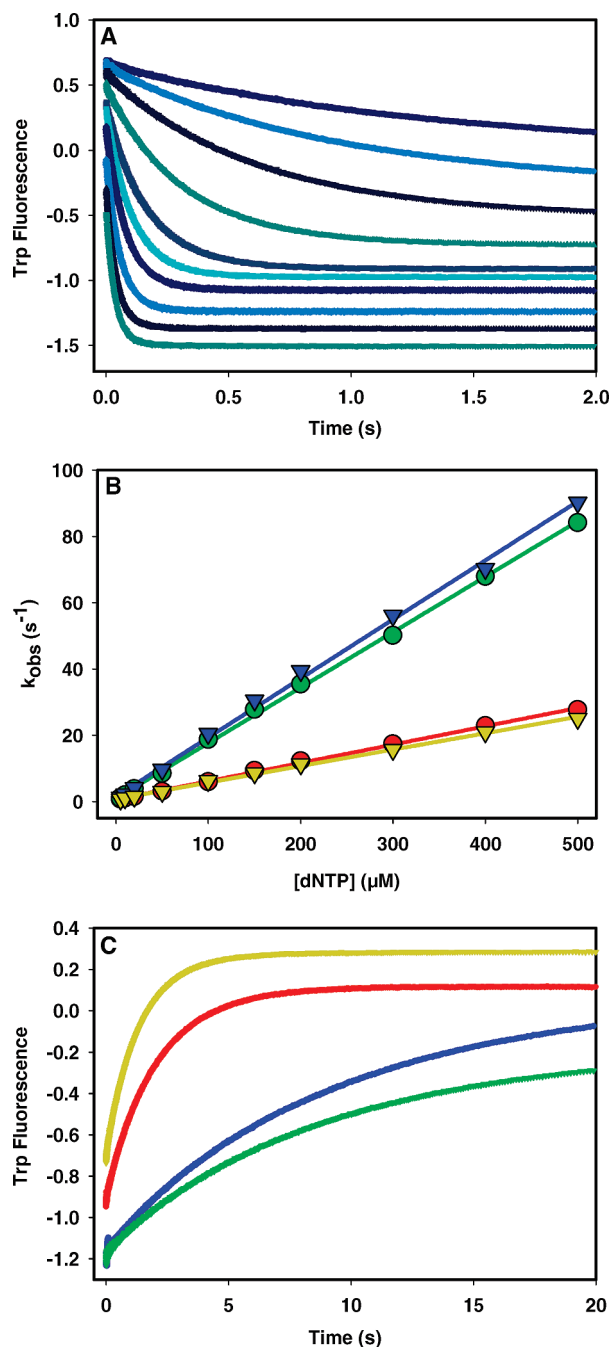 A
1.0
0.5
0.0
-0.5
-1.0
-1.5
Trp Fluorescence
0.0 0.5 1.0 1.5 2.0
Time (s)
B
100
80
60
40
20
0
kobs (s-1)
0 100 200 300 400 500
[dNTP] (µM)
C
0.4
0.2
0.0
-0.2
-0.4
-0.6
-0.8
-1.0
-1.2
Trp Fluorescence
0 5 10 15 20
Time (s)